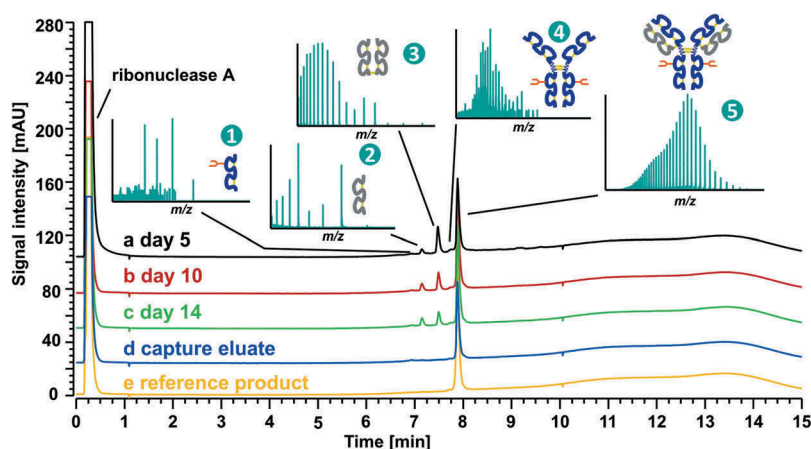 Signal intensity [mAU]
280
240
200
160
120
80
40
0
ribonuclease A
1
m/z
2
m/z
3
m/z
4
m/z
5
m/z
a day 5
b day 10
c day 14
d capture eluate
e reference product
0 1 2 3 4 5 6 7 8 9 10 11 12 13 14 15
Time [min]